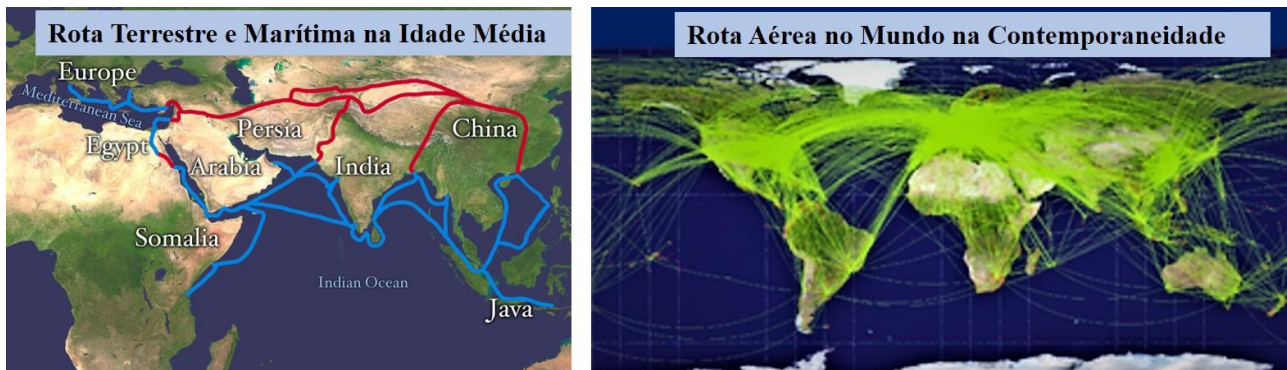 Rota Terrestre e Marítima na Idade Média
Europe
Mediterranean Sea
Egypt
Persia
China
Arabia
India
Somalia
Indian Ocean
Java
Rota Aérea no Mundo na Contemporaneidade